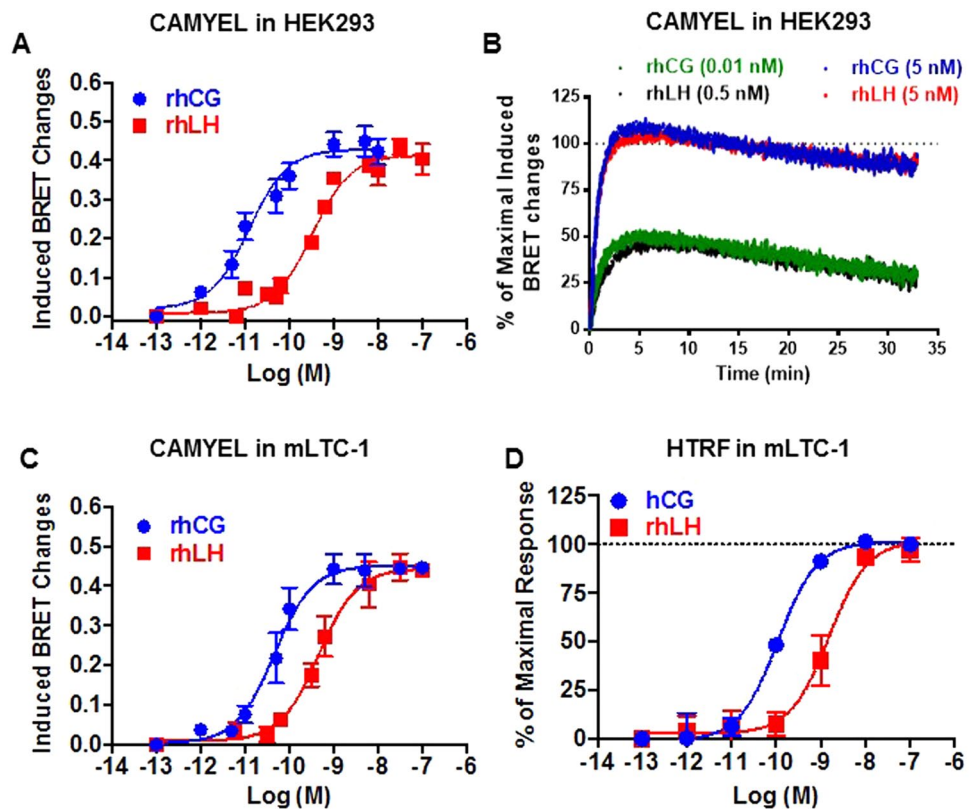 A
CAMYEL in HEK293
Induced BRET Changes
0.6
0.5
0.4
0.3
0.2
0.1
0.0
rhCG
rhLH
-14 -13 -12 -11 -10 -9 -8 -7 -6
Log (M)
B
CAMYEL in HEK293
rhCG (0.01 nM) rhCG (5 nM)
rhLH (0.5 nM) rhLH (5 nM)
% of Maximal Induced
BRET changes
125
100
75
50
25
0
0 5 10 15 20 25 30 35
Time (min)
C
CAMYEL in mLTC-1
Induced BRET Changes
0.6
0.5
0.4
0.3
0.2
0.1
0.0
rhCG
rhLH
-14 -13 -12 -11 -10 -9 -8 -7 -6
Log (M)
D
HTRF in mLTC-1
% of Maximal Response
125
100
75
50
25
0
hCG
rhLH
-14 -13 -12 -11 -10 -9 -8 -7 -6
Log (M)